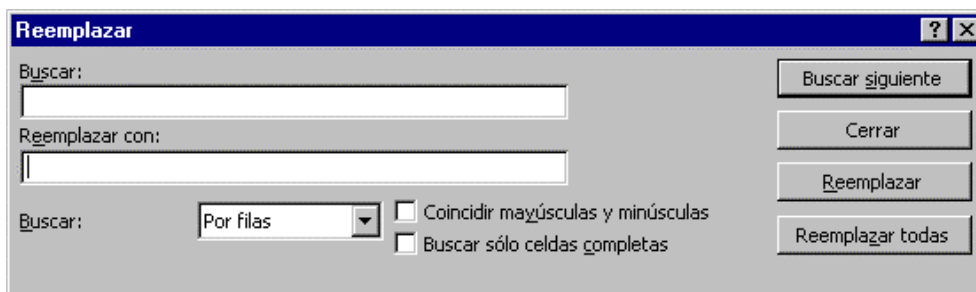 Reemplazar
Buscar:
Reemplazar con:
Buscar: Por filas
Coincidir mayúsculas y minúsculas
Buscar sólo celdas completas
Buscar siguiente
Cerrar
Reemplazar
Reemplazar todas